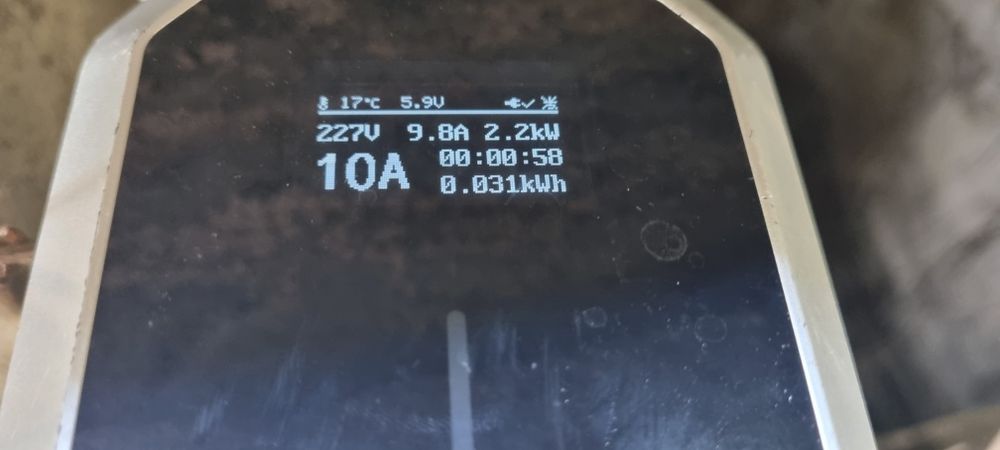 17℃ 5.9V
227V 9.8A 2.2kW
10A 00:00:58
0.031kWh